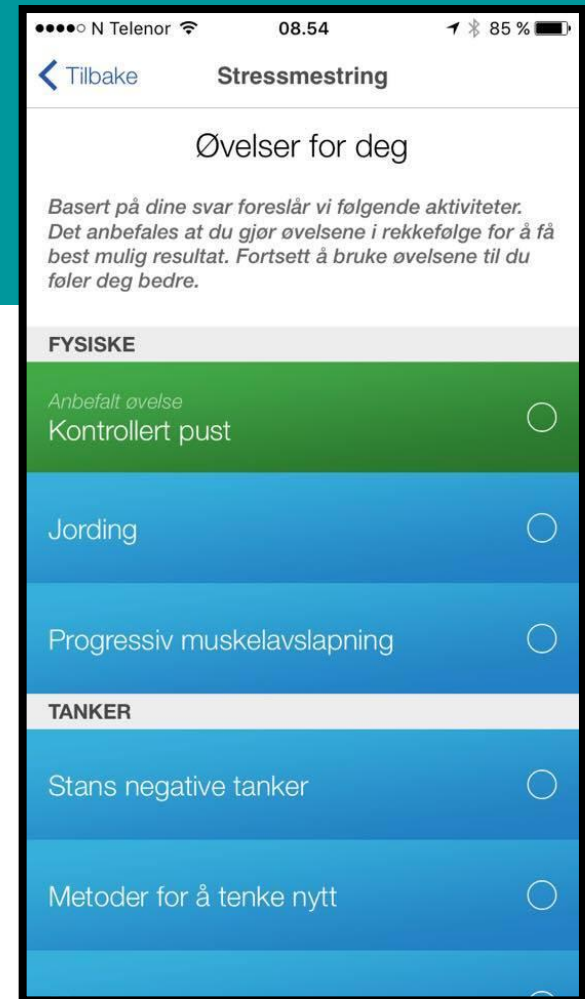 N Telenor 08.54 85 %
Tilbake Stressmestring
Øvelser for deg
Basert på dine svar foreslår vi følgende aktiviteter.
Det anbefales at du gjør øvelsene i rekkefølge for å få
best mulig resultat. Fortsett å bruke øvelsene til du
føler deg bedre.
FYSISKE
Anbefalt øvelse
Kontrollert pust
Jording
Progressiv muskelavslapning
TANKER
Stans negative tanker
Metoder for å tenke nytt